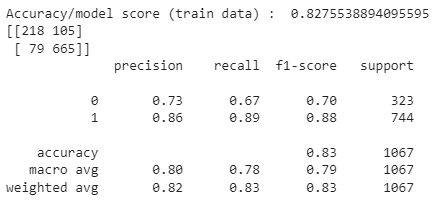 Accuracy/model score (train data) :  0.8275538894095595
[[218 105]
 [ 79 665]]
              precision    recall  f1-score   support

           0       0.73      0.67      0.70       323
           1       0.86      0.89      0.88       744

    accuracy                           0.83      1067
   macro avg       0.80      0.78      0.79      1067
weighted avg       0.82      0.83      0.83      1067